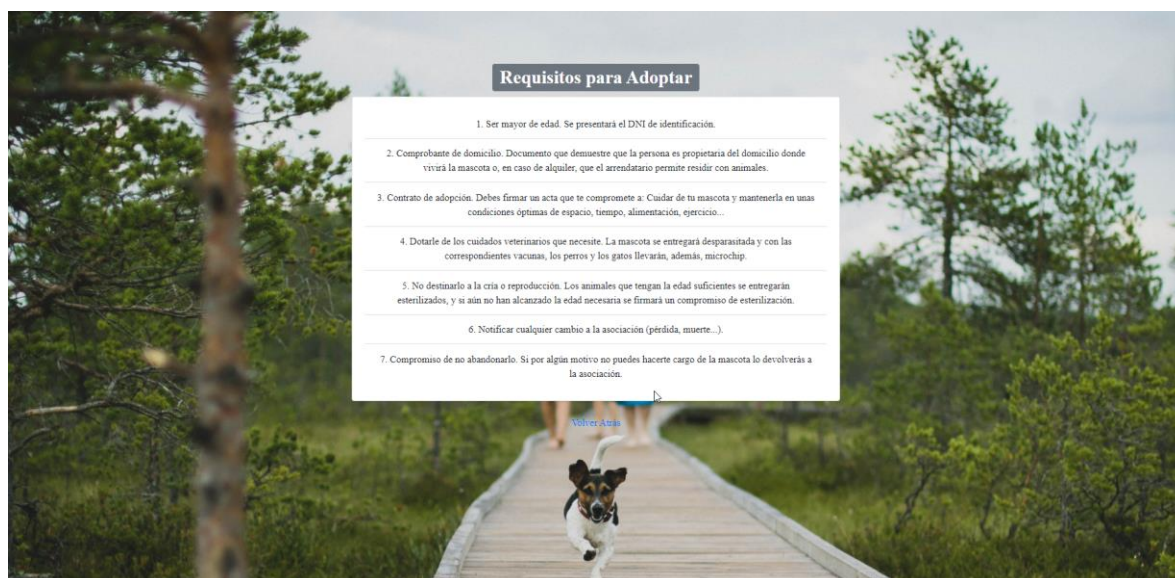 Requisitos para Adoptar
1. Ser mayor de edad. Se presentará el DNI de identificación.
2. Comprobante de domicilio. Documento que demuestre que la persona es propietaria del domicilio donde
vivirá la mascota o, en caso de alquiler, que el arrendatario permite residir con animales.
3. Contrato de adopción. Debes firmar un acta que te compromete a: Cuidar de tu mascota y mantenerla en unas
condiciones óptimas de espacio, tiempo, alimentación, ejercicio...
4. Dotarle de los cuidados veterinarios que necesite. La mascota se entregará desparasitada y con las
correspondientes vacunas, los perros y los gatos llevarán, además, microchip.
5. No destinarlo a la cría o reproducción. Los animales que tengan la edad suficientes se entregarán
esterilizados, y si aún no han alcanzado la edad necesaria se firmará un compromiso de esterilización.
6. Notificar cualquier cambio a la asociación (pérdida, muerte...).
7. Compromiso de no abandonarlo. Si por algún motivo no puedes hacerte cargo de la mascota lo devolverás a
la asociación.
Volver Atrás